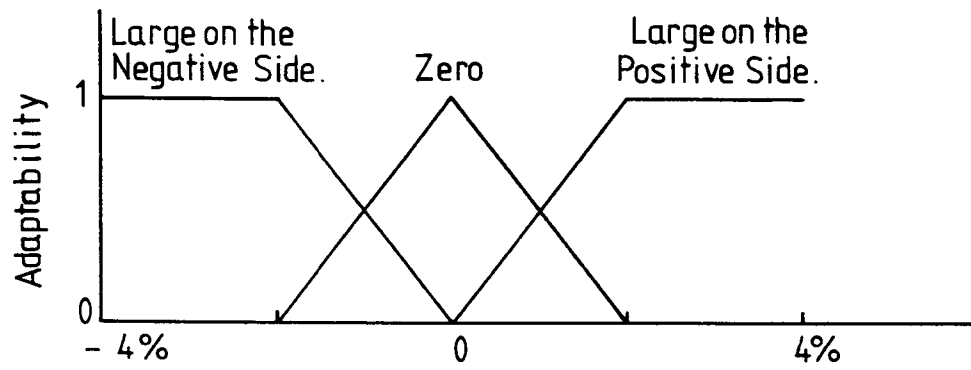 Large on the
Negative Side.
Zero
Large on the
Positive Side.
Adaptability
1
0
- 4%
0
4%